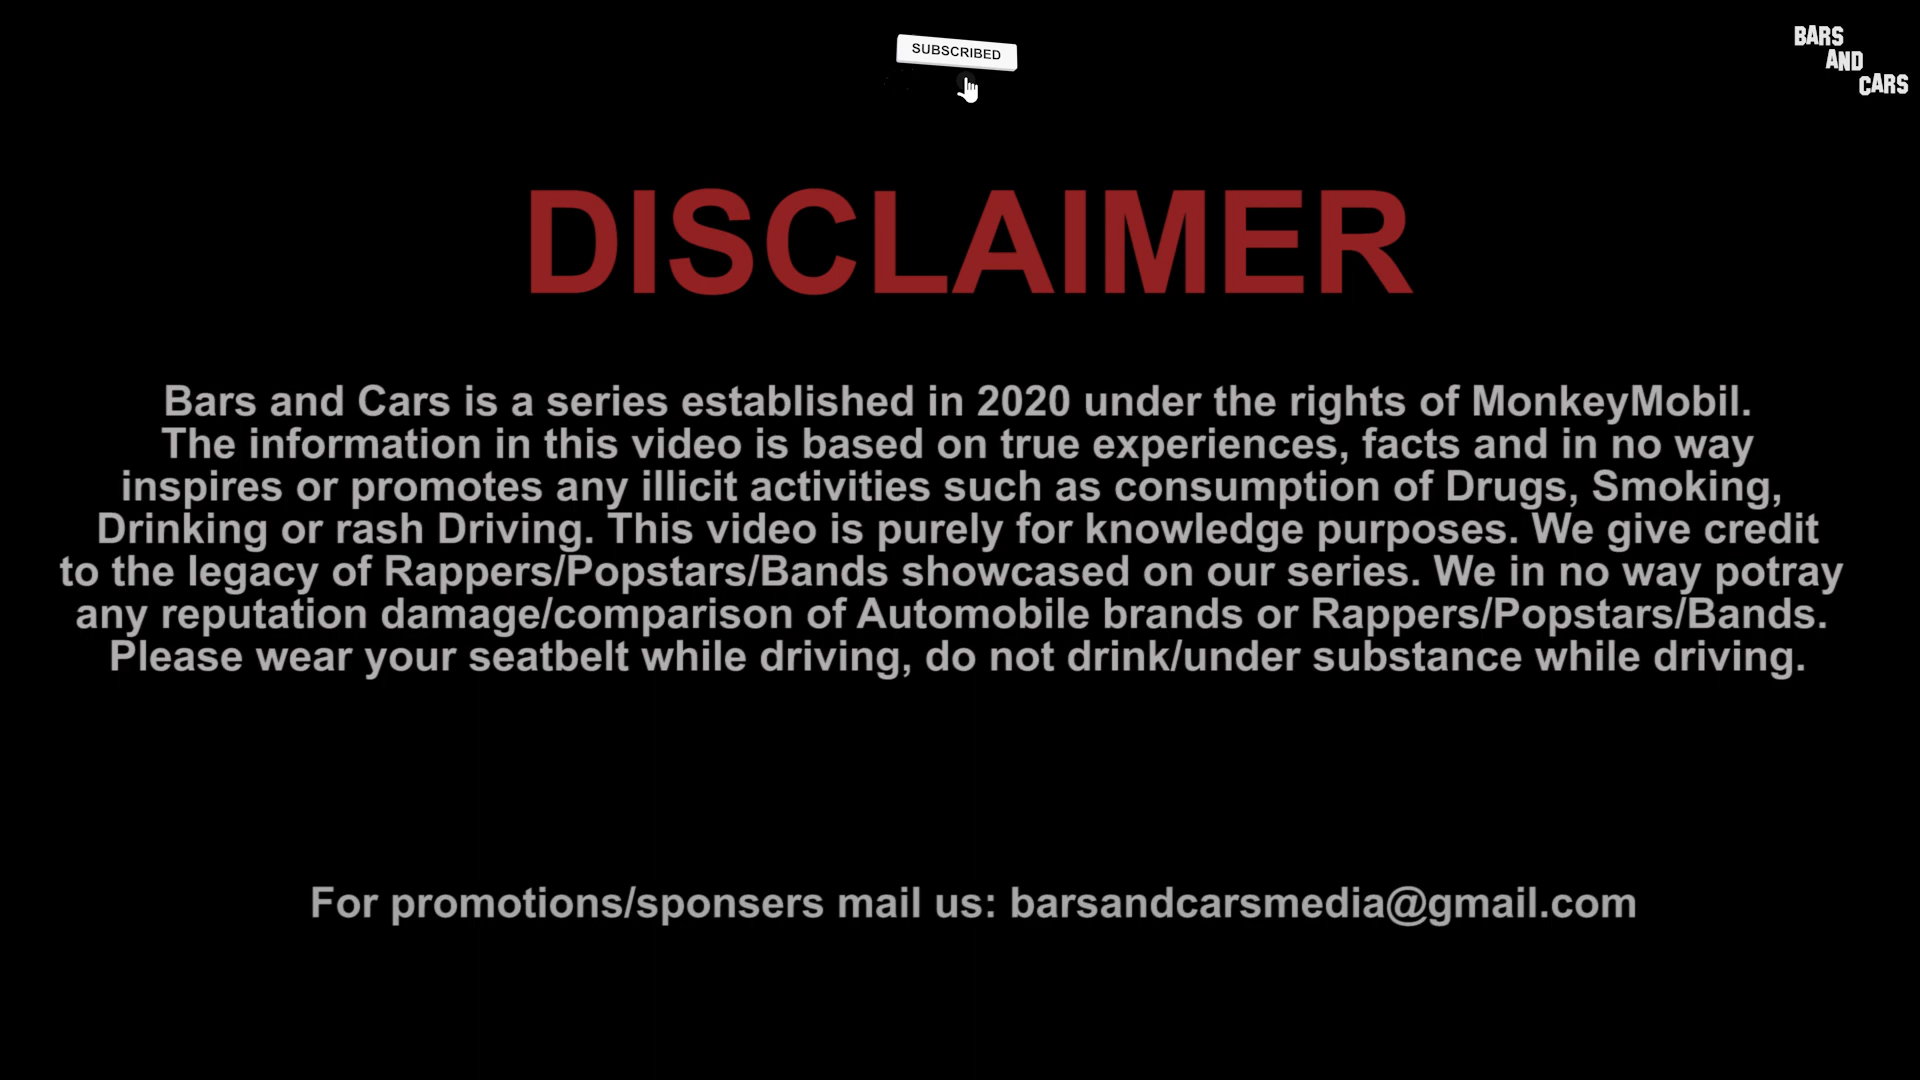 SUBSCRIBED
BARS
AND
CARS
DISCLAIMER
Bars and Cars is a series established in 2020 under the rights of MonkeyMobil.
The information in this video is based on true experiences, facts and in no way
inspires or promotes any illicit activities such as consumption of Drugs, Smoking,
Drinking or rash Driving. This video is purely for knowledge purposes. We give credit
to the legacy of Rappers/Popstars/Bands showcased on our series. We in no way potray
any reputation damage/comparison of Automobile brands or Rappers/Popstars/Bands.
Please wear your seatbelt while driving, do not drink/under substance while driving.
For promotions/sponsers mail us: barsandcarsmedia@gmail.com